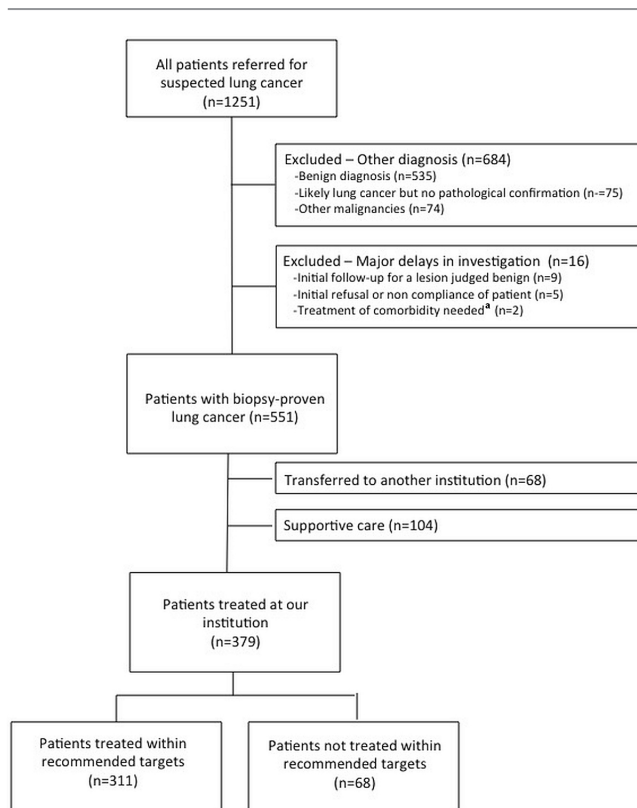 All patients referred for
suspected lung cancer
(n=1251)
Excluded – Other diagnosis (n=684)
-Benign diagnosis (n=535)
-Likely lung cancer but no pathological confirmation (n-=75)
-Other malignancies (n=74)
Excluded – Major delays in investigation (n=16)
-Initial follow-up for a lesion judged benign (n=9)
-Initial refusal or non compliance of patient (n=5)
-Treatment of comorbidity neededa (n=2)
Patients with biopsy-proven
lung cancer (n=551)
Transferred to another institution (n=68)
Supportive care (n=104)
Patients treated at our
institution
(n=379)
Patients treated within
recommended targets
(n=311)
Patients not treated within
recommended targets
(n=68)